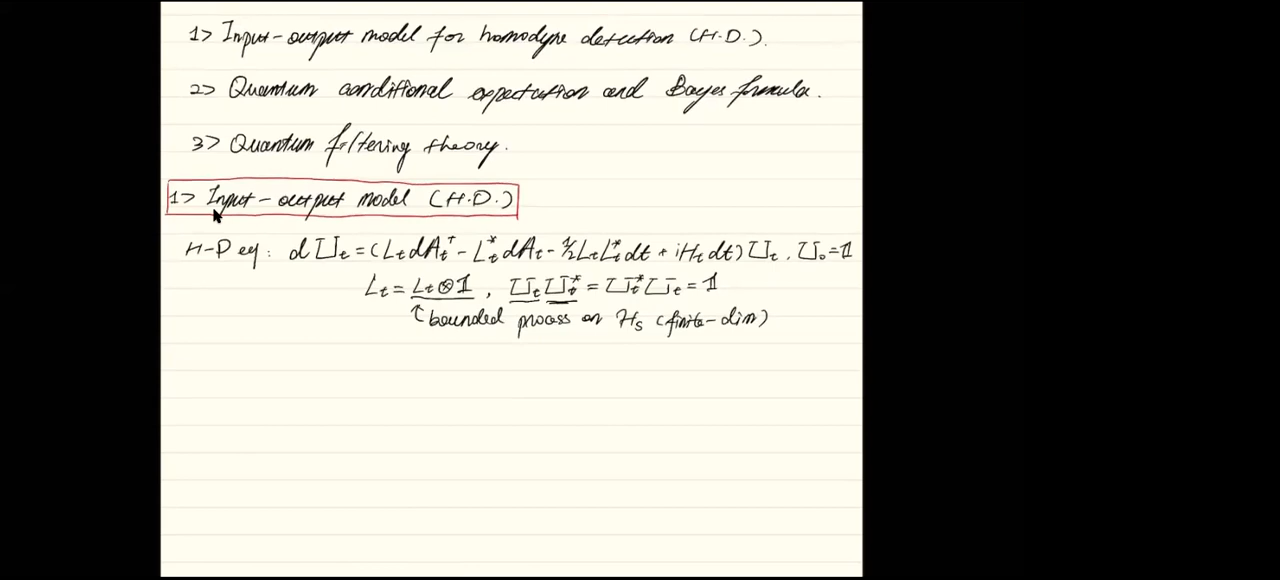 1> Input-output model for homodyne detection (H.D.).
2> Quantum conditional expectation and Bayes formula.
3> Quantum filtering theory.
1> Input-output model (H.D.)
H-P eq: dU_t = (L_t dA_t^† - L_t^* dA_t - 1/2 L_t L_t^* dt + iH_t dt) U_t, U_0 = 𝟙
L_t = L_t ⊗ 𝟙, U_t U_t^* = U_t^* U_t = 𝟙
↑ bounded process on H_S (finite-dim)